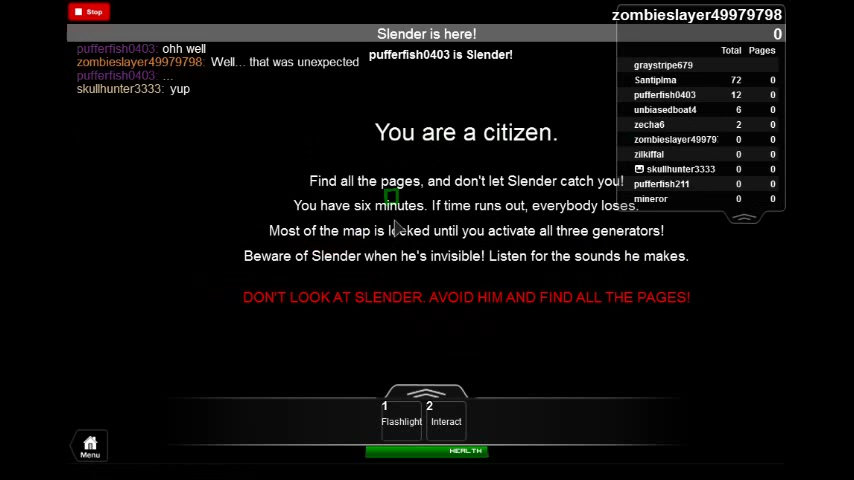 Stop
zombieslayer49979798
Slender is here!
0
pufferfish0403: ohh well
pufferfish0403 is Slender!
zombieslayer49979798: Well... that was unexpected
pufferfish0403: ...
skullhunter3333: yup
Total Pages
graystripe679
Santiplma 72 0
pufferfish0403 12 0
unbiasedboat4 6 0
zecha6 2 0
zombieslayer4997 0 0
zilkiffal 0 0
skullhunter3333 0 0
pufferfish211 0 0
mineror 0 0
You are a citizen.
Find all the pages, and don't let Slender catch you!
You have six minutes. If time runs out, everybody loses.
Most of the map is locked until you activate all three generators!
Beware of Slender when he's invisible! Listen for the sounds he makes.
DON'T LOOK AT SLENDER. AVOID HIM AND FIND ALL THE PAGES!
1 2
Flashlight Interact
HEALTH
Menu